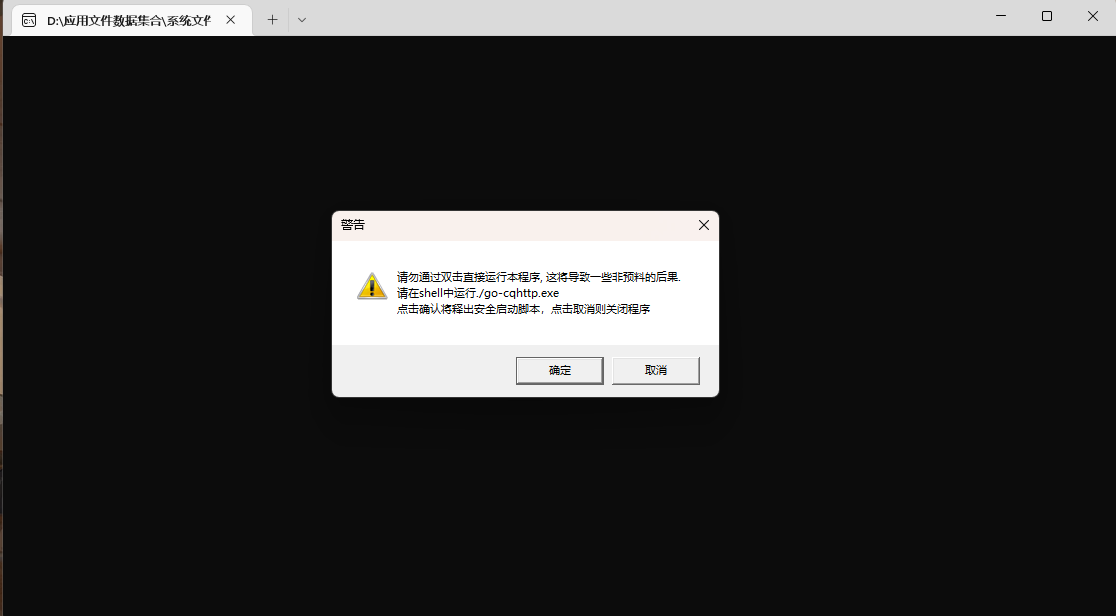 D:\应用文件数据集合\系统文件
警告
请勿通过双击直接运行本程序, 这将导致一些非预料的后果.
请在shell中运行./go-cqhttp.exe
点击确认将释出安全启动脚本，点击取消则关闭程序
确定
取消